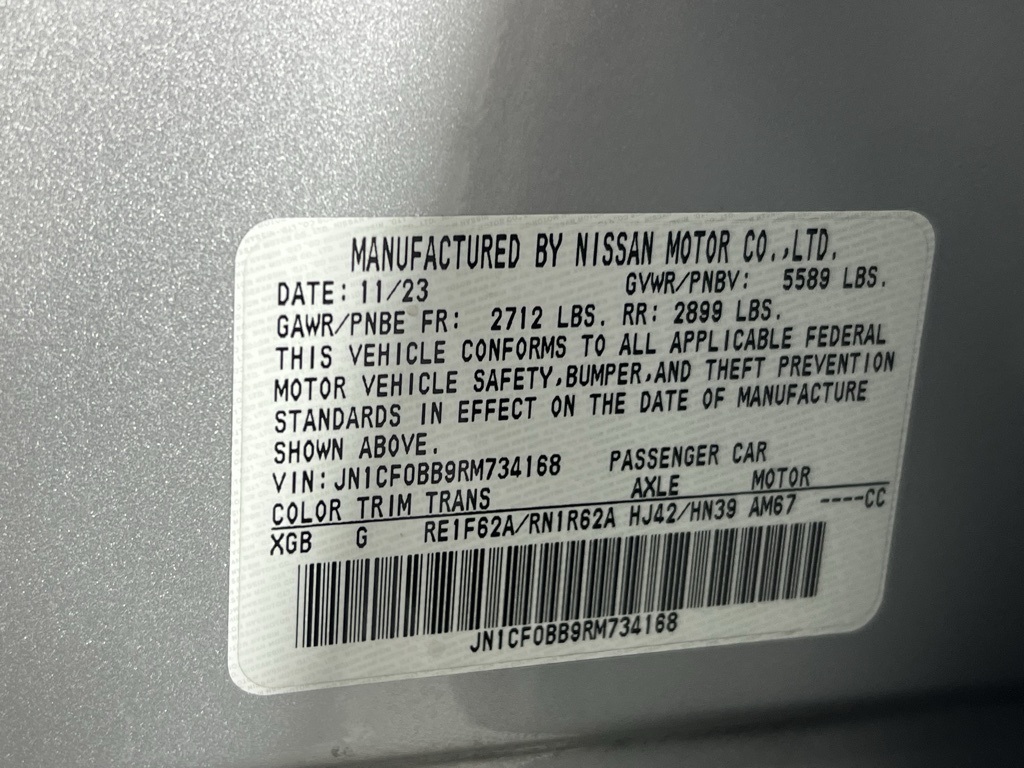 MANUFACTURED BY NISSAN MOTOR CO.,LTD.
DATE: 11/23 GVWR/PNBV: 5589 LBS.
GAWR/PNBE FR: 2712 LBS. RR: 2899 LBS.
THIS VEHICLE CONFORMS TO ALL APPLICABLE FEDERAL
MOTOR VEHICLE SAFETY,BUMPER,AND THEFT PREVENTION
STANDARDS IN EFFECT ON THE DATE OF MANUFACTURE
SHOWN ABOVE.
VIN: JN1CF0BB9RM734168 PASSENGER CAR
COLOR TRIM TRANS AXLE MOTOR
XGB G RE1F62A/RN1R62A HJ42/HN39 AM67 ----CC
JN1CF0BB9RM734168